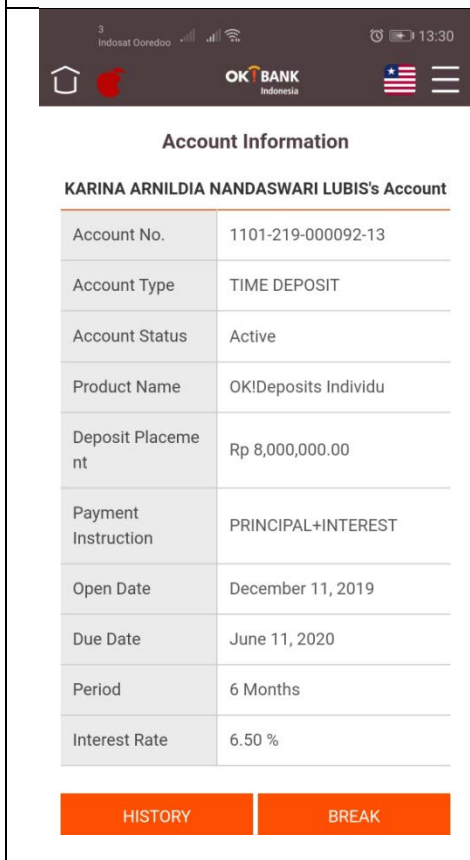 3
Indosat Ooredoo
13:30
OK! BANK
Indonesia
Account Information
KARINA ARNILDIA NANDASWARI LUBIS's Account
Account No. 1101-219-000092-13
Account Type TIME DEPOSIT
Account Status Active
Product Name OK!Deposits Individu
Deposit Placeme
nt Rp 8,000,000.00
Payment
Instruction PRINCIPAL+INTEREST
Open Date December 11, 2019
Due Date June 11, 2020
Period 6 Months
Interest Rate 6.50 %
HISTORY BREAK